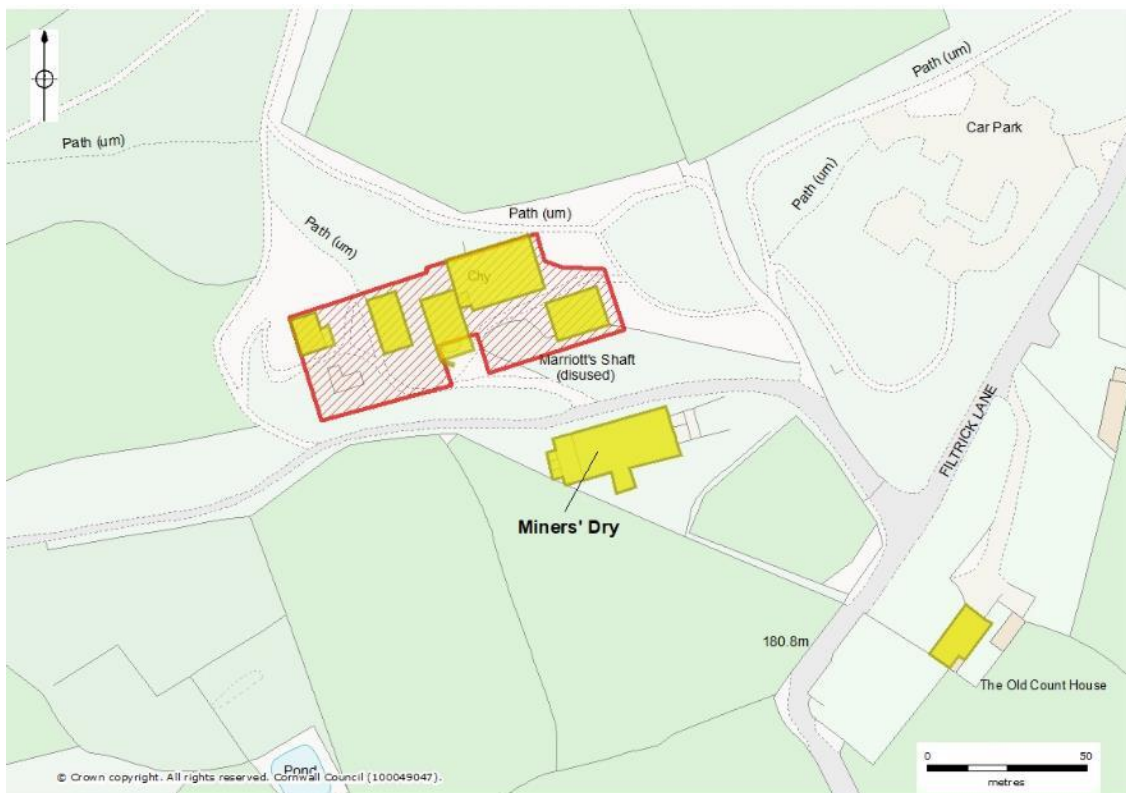 Path (um)
Path (um)
Car Park
Path (um)
Path (um)
Path (um)
Chy
Marriott's Shaft
(disused)
FILTRICK LANE
Miners' Dry
180.8m
The Old Count House
Pond
0 50
metres
© Crown copyright. All rights reserved. Cornwall Council (100049047).